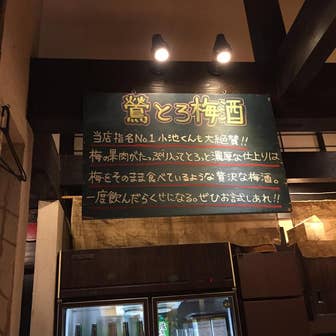 鶯とろ梅酒
当店指名No.1小池くんも大絶賛!!
梅の果肉がたっぷり入ってとろっと濃厚な仕上りは
梅をそのまま食べているような贅沢な梅酒。
一度飲んだらくせになる。ぜひお試しあれ!!